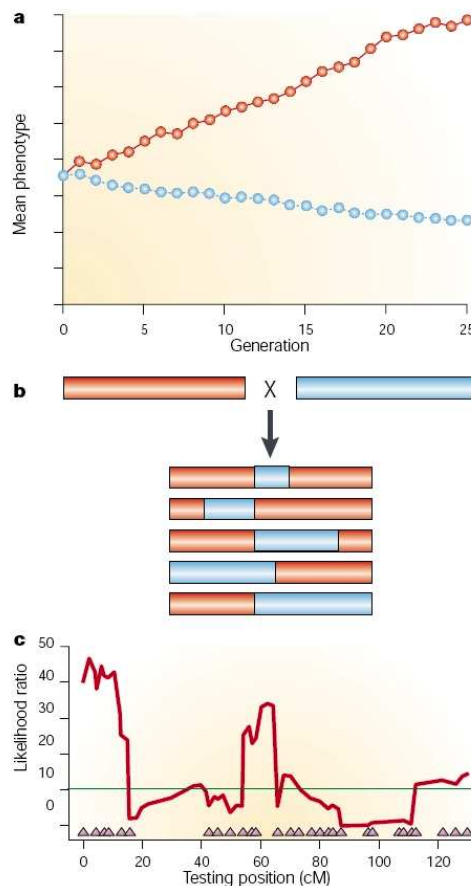 a
Mean phenotype
0 5 10 15 20 25
Generation
b
X
c
Likelihood ratio
50
40
30
20
10
0
0 20 40 60 80 100 120
Testing position (cM)